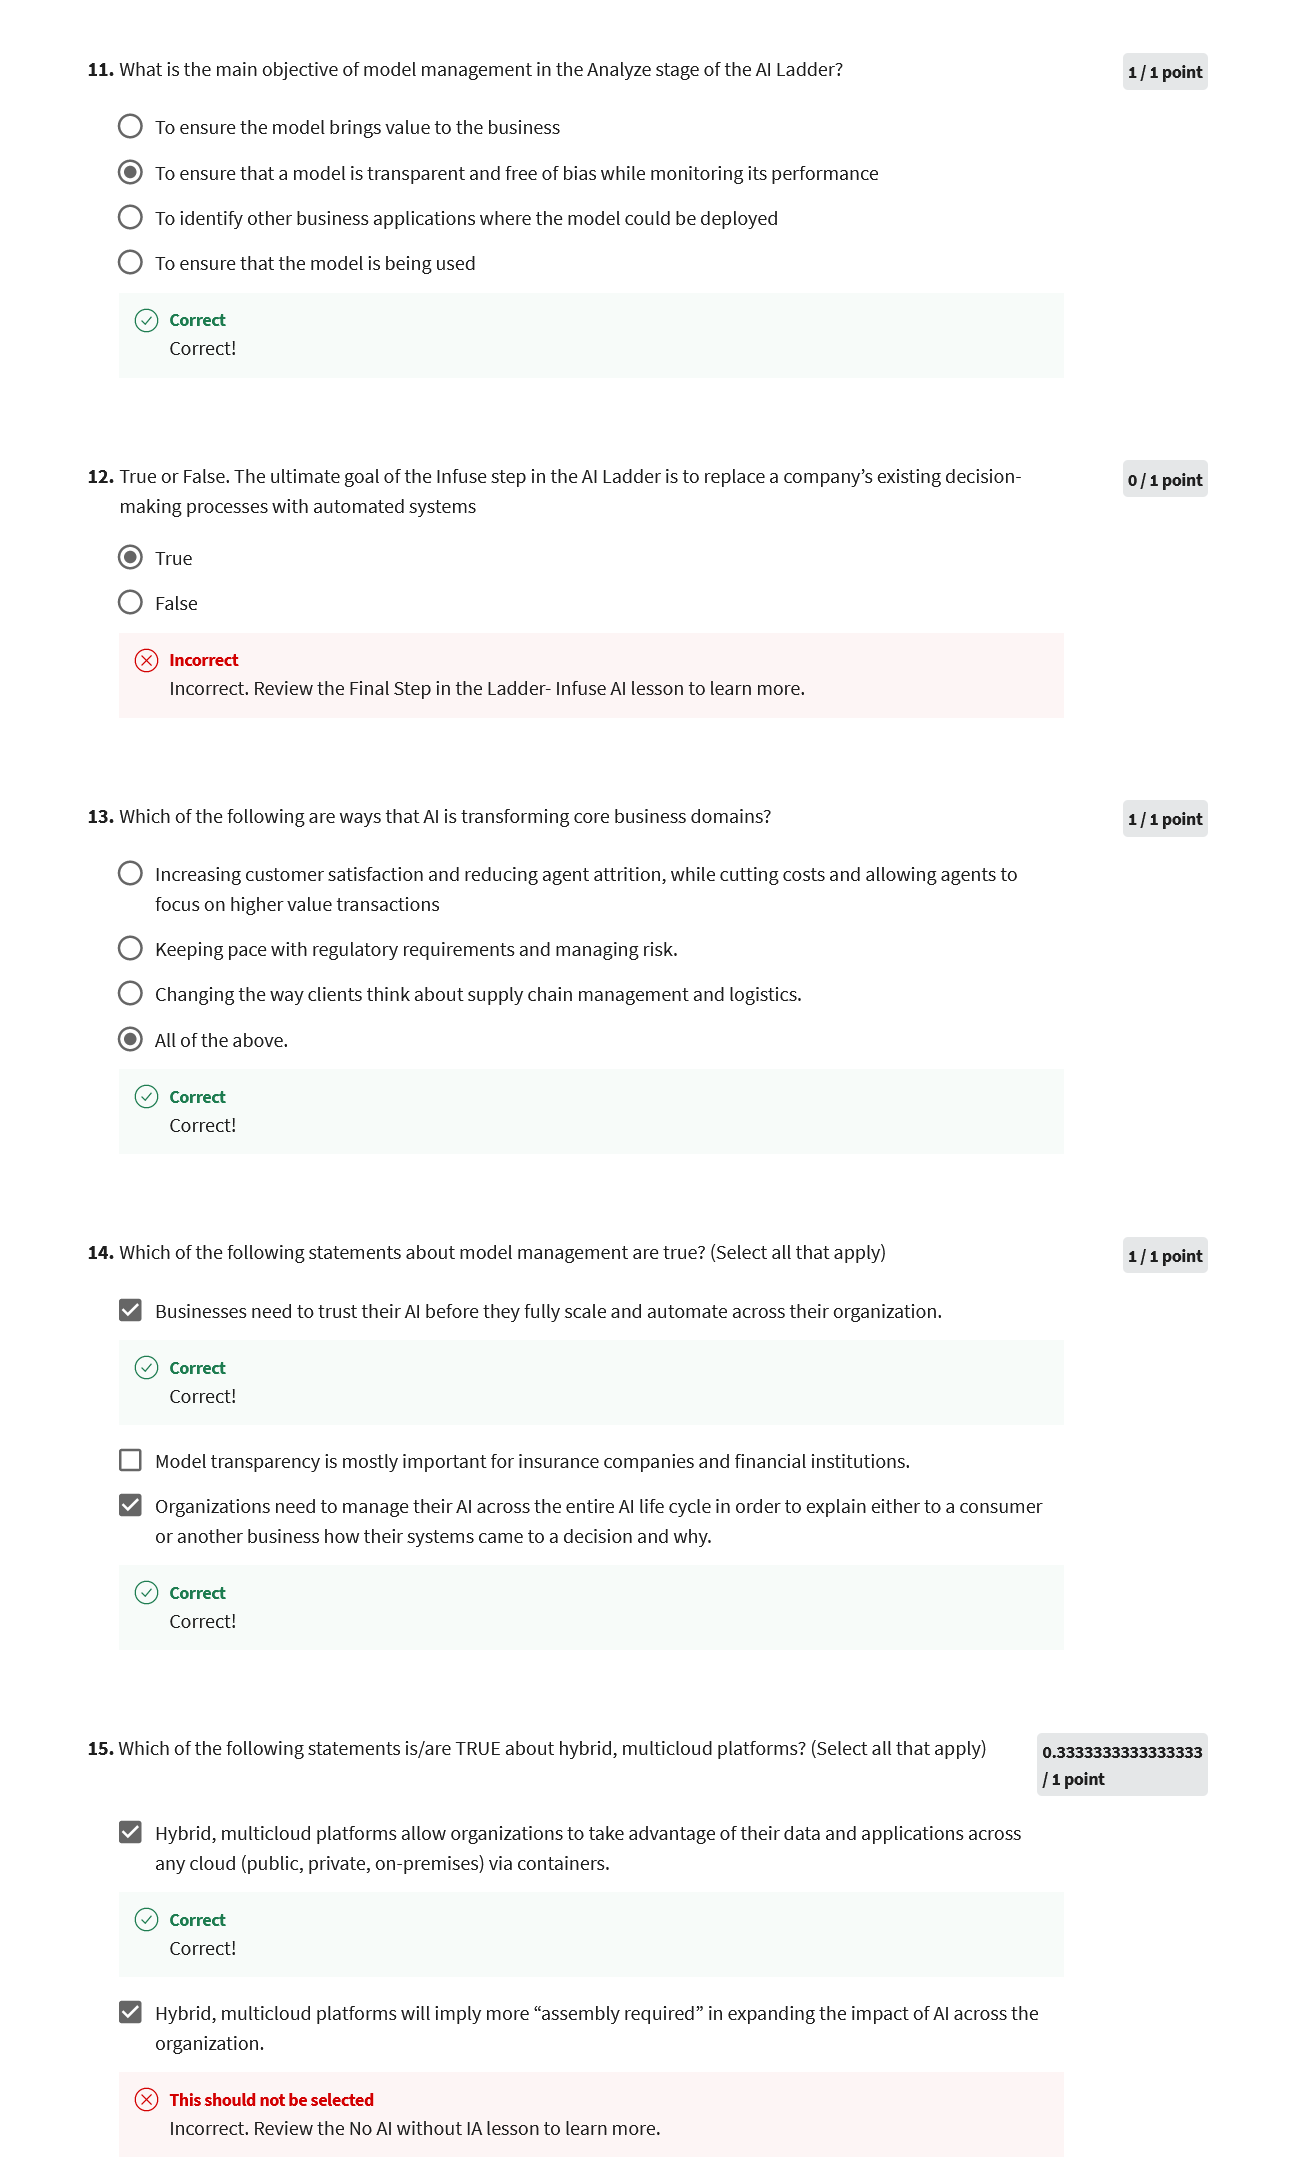 11. What is the main objective of model management in the Analyze stage of the AI Ladder?
1 / 1 point
To ensure the model brings value to the business
To ensure that a model is transparent and free of bias while monitoring its performance
To identify other business applications where the model could be deployed
To ensure that the model is being used
Correct
Correct!
12. True or False. The ultimate goal of the Infuse step in the AI Ladder is to replace a company’s existing decision-
making processes with automated systems
0 / 1 point
True
False
Incorrect
Incorrect. Review the Final Step in the Ladder- Infuse AI lesson to learn more.
13. Which of the following are ways that AI is transforming core business domains?
1 / 1 point
Increasing customer satisfaction and reducing agent attrition, while cutting costs and allowing agents to
focus on higher value transactions
Keeping pace with regulatory requirements and managing risk.
Changing the way clients think about supply chain management and logistics.
All of the above.
Correct
Correct!
14. Which of the following statements about model management are true? (Select all that apply)
1 / 1 point
Businesses need to trust their AI before they fully scale and automate across their organization.
Correct
Correct!
Model transparency is mostly important for insurance companies and financial institutions.
Organizations need to manage their AI across the entire AI life cycle in order to explain either to a consumer
or another business how their systems came to a decision and why.
Correct
Correct!
15. Which of the following statements is/are TRUE about hybrid, multicloud platforms? (Select all that apply)
0.3333333333333333
/ 1 point
Hybrid, multicloud platforms allow organizations to take advantage of their data and applications across
any cloud (public, private, on-premises) via containers.
Correct
Correct!
Hybrid, multicloud platforms will imply more “assembly required” in expanding the impact of AI across the
organization.
This should not be selected
Incorrect. Review the No AI without IA lesson to learn more.